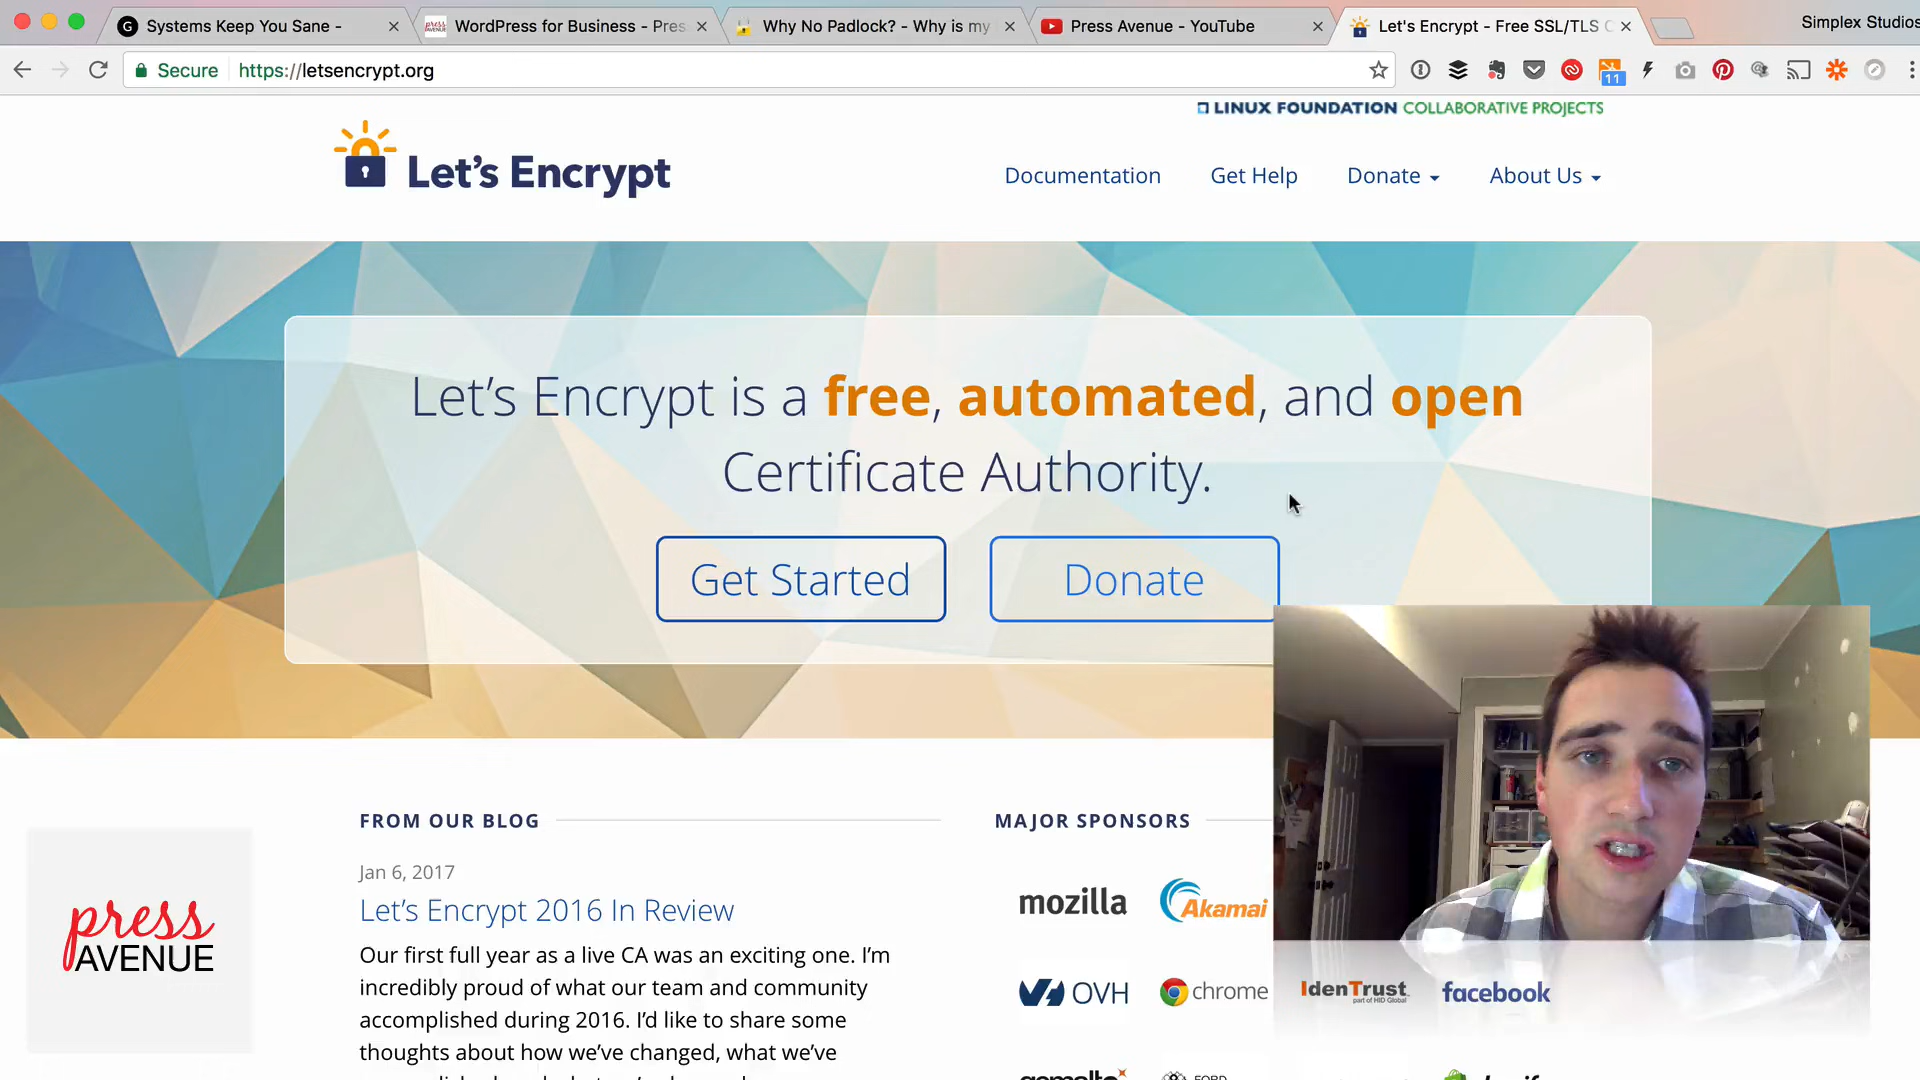 Systems Keep You Sane -
WordPress for Business - Pres
Why No Padlock? - Why is my
Press Avenue - YouTube
Let's Encrypt - Free SSL/TLS C
Simplex Studios
Secure
https://letsencrypt.org
11
LINUX FOUNDATION COLLABORATIVE PROJECTS
Let's Encrypt
Documentation
Get Help
Donate
About Us
Let's Encrypt is a free, automated, and open
Certificate Authority.
Get Started
Donate
FROM OUR BLOG
MAJOR SPONSORS
Jan 6, 2017
Let's Encrypt 2016 In Review
Our first full year as a live CA was an exciting one. I'm
incredibly proud of what our team and community
accomplished during 2016. I'd like to share some
thoughts about how we've changed, what we've
mozilla
Akamai
OVH
chrome
IdenTrust
part of HID Global
facebook
press
AVENUE